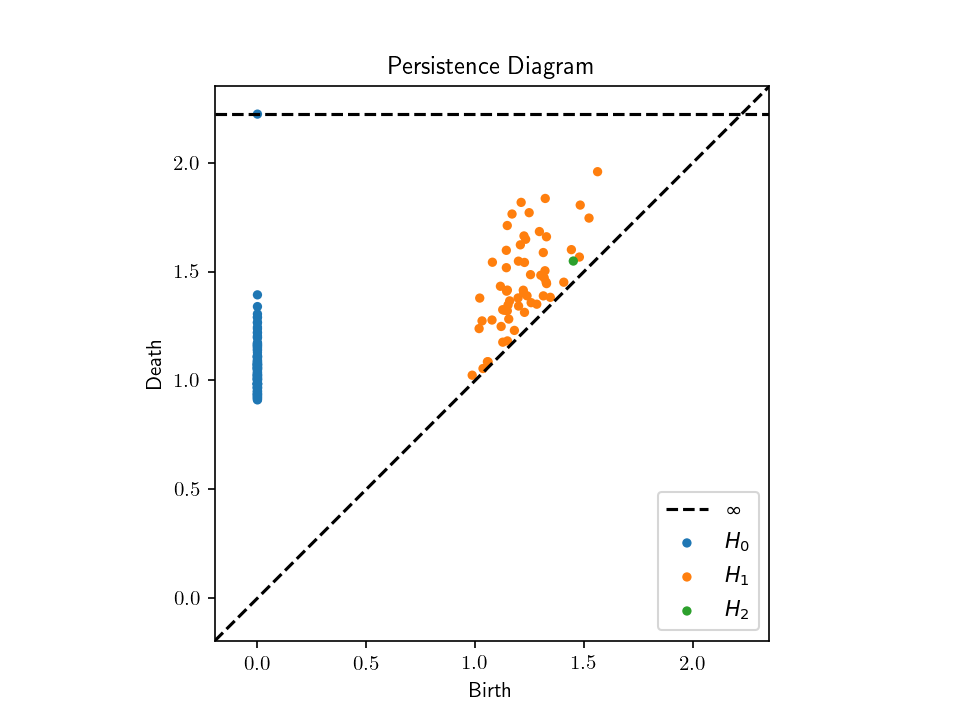 Persistence Diagram
Death
2.0
1.5
1.0
0.5
0.0
0.0 0.5 1.0 1.5 2.0
Birth
∞
H₀
H₁
H₂